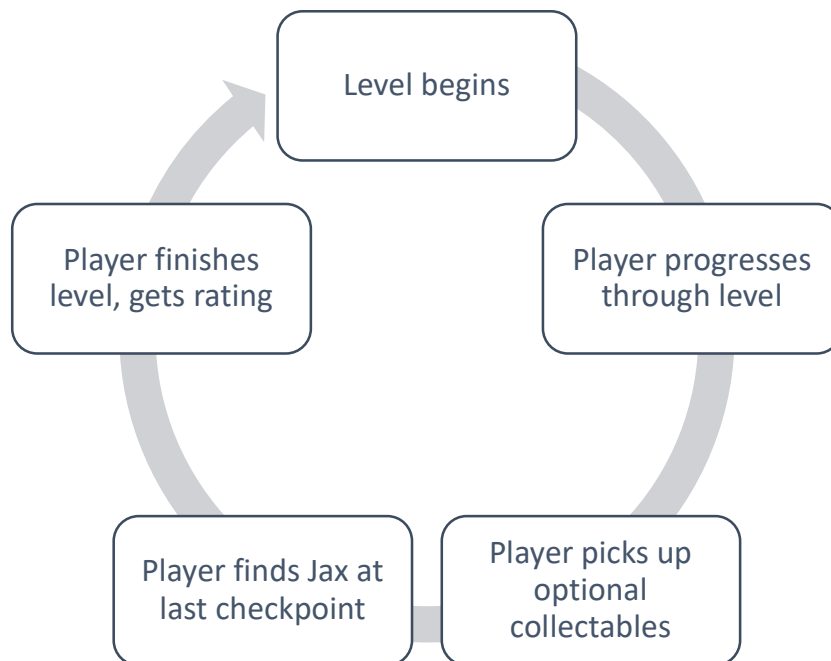 Level begins
Player progresses
through level
Player picks up
optional
collectables
Player finds Jax at
last checkpoint
Player finishes
level, gets rating